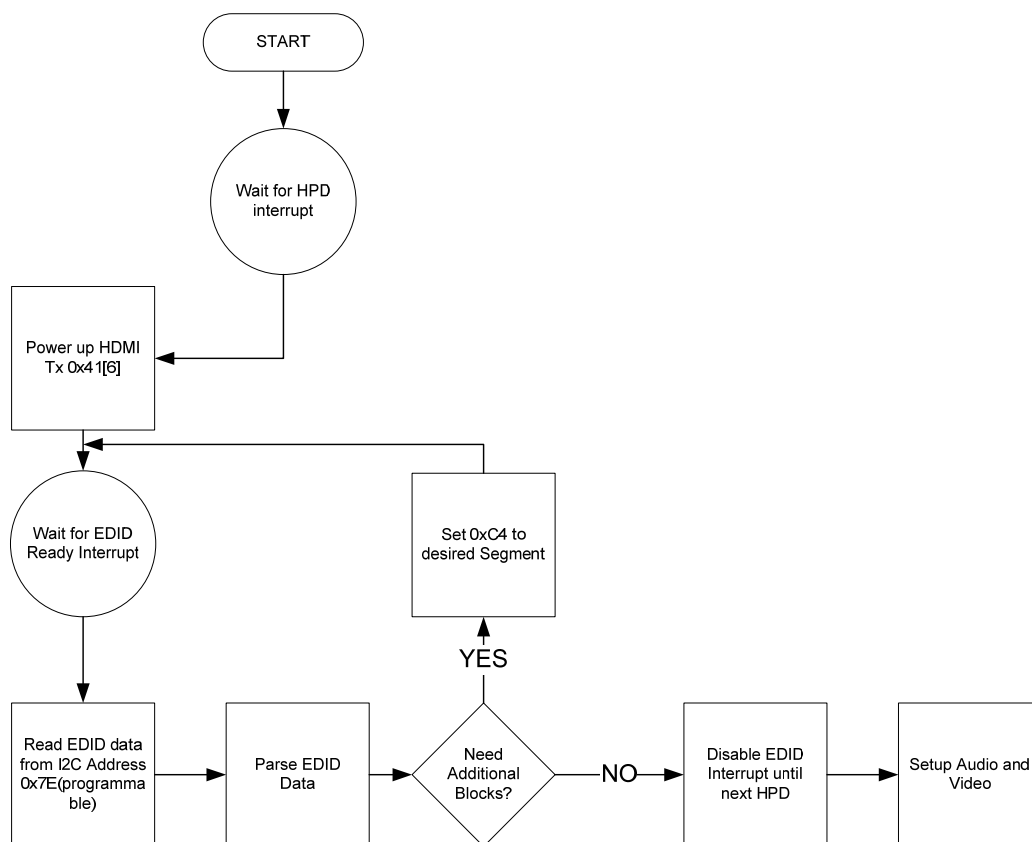 START
Wait for HPD
interrupt
Power up HDMI
Tx 0x41[6]
Wait for EDID
Ready Interrupt
Set 0xC4 to
desired Segment
YES
Read EDID data
from I2C Address
0x7E(programma
ble)
Parse EDID
Data
Need
Additional
Blocks?
NO
Disable EDID
Interrupt until
next HPD
Setup Audio and
Video